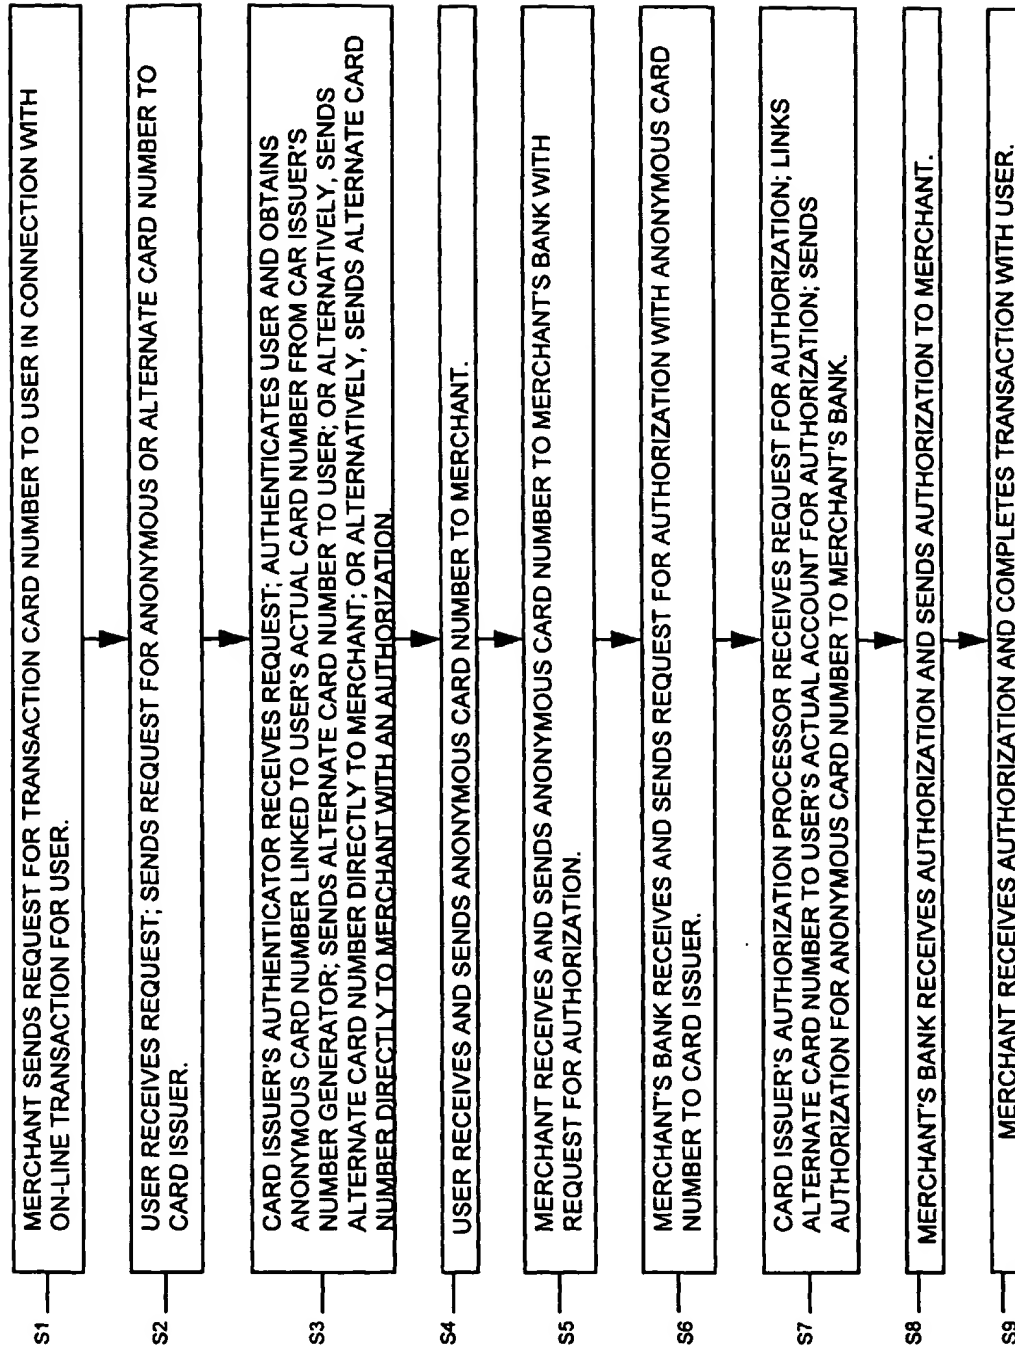 S1
MERCHANT SENDS REQUEST FOR TRANSACTION CARD NUMBER TO USER IN CONNECTION WITH
ON-LINE TRANSACTION FOR USER.
S2
USER RECEIVES REQUEST; SENDS REQUEST FOR ANONYMOUS OR ALTERNATE CARD NUMBER TO
CARD ISSUER.
S3
CARD ISSUER'S AUTHENTICATOR RECEIVES REQUEST; AUTHENTICATES USER AND OBTAINS
ANONYMOUS CARD NUMBER LINKED TO USER'S ACTUAL CARD NUMBER FROM CAR ISSUER'S
NUMBER GENERATOR; SENDS ALTERNATE CARD NUMBER TO USER; OR ALTERNATIVELY, SENDS
ALTERNATE CARD NUMBER DIRECTLY TO MERCHANT; OR ALTERNATIVELY, SENDS ALTERNATE CARD
NUMBER DIRECTLY TO MERCHANT WITH AN AUTHORIZATION.
S4
USER RECEIVES AND SENDS ANONYMOUS CARD NUMBER TO MERCHANT.
S5
MERCHANT RECEIVES AND SENDS ANONYMOUS CARD NUMBER TO MERCHANT'S BANK WITH
REQUEST FOR AUTHORIZATION.
S6
MERCHANT'S BANK RECEIVES AND SENDS REQUEST FOR AUTHORIZATION WITH ANONYMOUS CARD
NUMBER TO CARD ISSUER.
S7
CARD ISSUER'S AUTHORIZATION PROCESSOR RECEIVES REQUEST FOR AUTHORIZATION; LINKS
ALTERNATE CARD NUMBER TO USER'S ACTUAL ACCOUNT FOR AUTHORIZATION; SENDS
AUTHORIZATION FOR ANONYMOUS CARD NUMBER TO MERCHANT'S BANK.
S8
MERCHANT'S BANK RECEIVES AUTHORIZATION AND SENDS AUTHORIZATION TO MERCHANT.
S9
MERCHANT RECEIVES AUTHORIZATION AND COMPLETES TRANSACTION WITH USER.